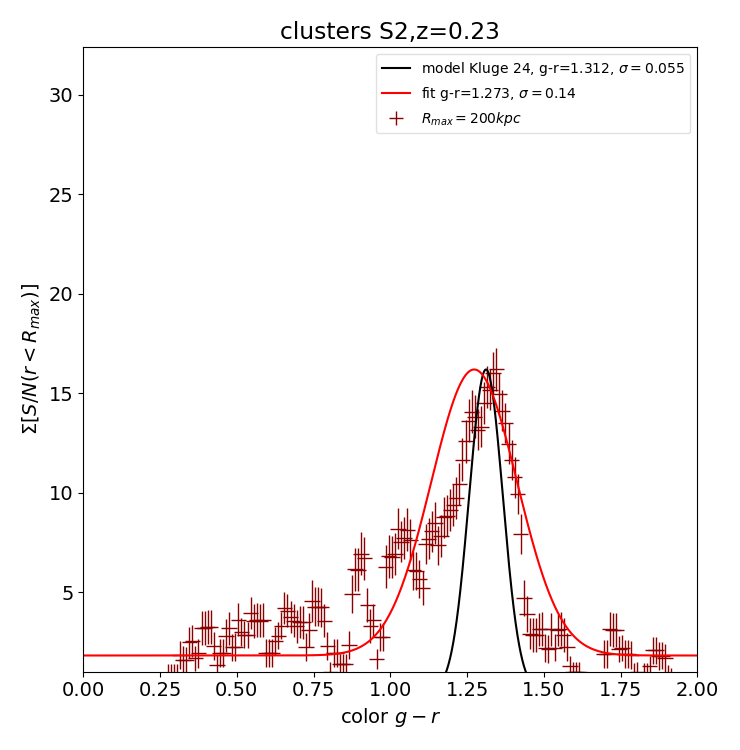 clusters S2,z=0.23
model Kluge 24, g-r=1.312, σ = 0.055
fit g-r=1.273, σ = 0.14
R_max = 200kpc
Σ[S/N(r < R_max)]
30
25
20
15
10
5
0.00 0.25 0.50 0.75 1.00 1.25 1.50 1.75 2.00
color g − r